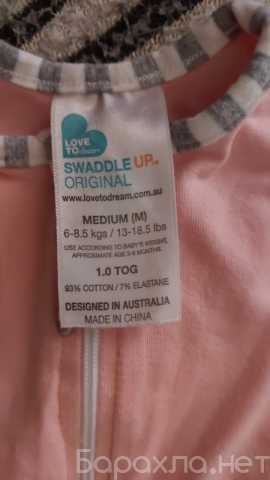 LOVE
TO dream
SWADDLE UP™
ORIGINAL
www.lovetodream.com.au
MEDIUM (M)
6-8.5 kgs / 13-18.5 lbs
USE ACCORDING TO BABY'S WEIGHT,
APPROXIMATE AGE 3-6 MONTHS.
1.0 TOG
93% COTTON / 7% ELASTANE
DESIGNED IN AUSTRALIA
MADE IN CHINA
Барахла.нет